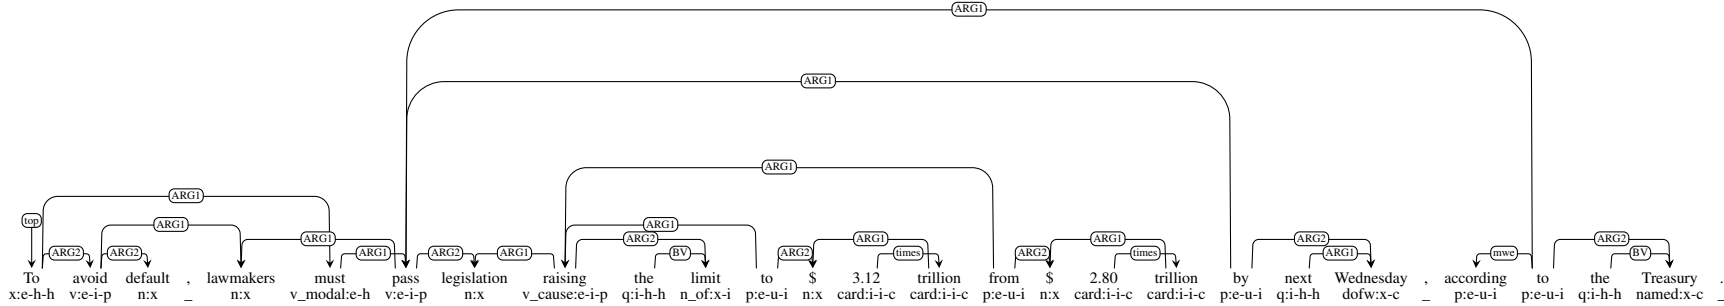 ARG1
ARG1
ARG1
ARG1
top ARG1 ARG1
ARG1 ARG2 ARG1 ARG1 ARG2 ARG2
ARG2 ARG2 ARG1 ARG2 ARG1 BV ARG2 times ARG2 times ARG1 mwe BV
To avoid default , lawmakers must pass legislation raising the limit to $ 3.12 trillion from $ 2.80 trillion by next Wednesday , according to the Treasury .
x:e-h-h v:e-i-p n:x _ n:x v_modal:e-h v:e-i-p n:x v_cause:e-i-p q:i-h-h n_of:x-i p:e-u-i n:x card:i-i-c card:i-i-c p:e-u-i n:x card:i-i-c card:i-i-c p:e-u-i q:i-h-h dofw:x-c _ p:e-u-i p:e-u-i q:i-h-h named:x-c _